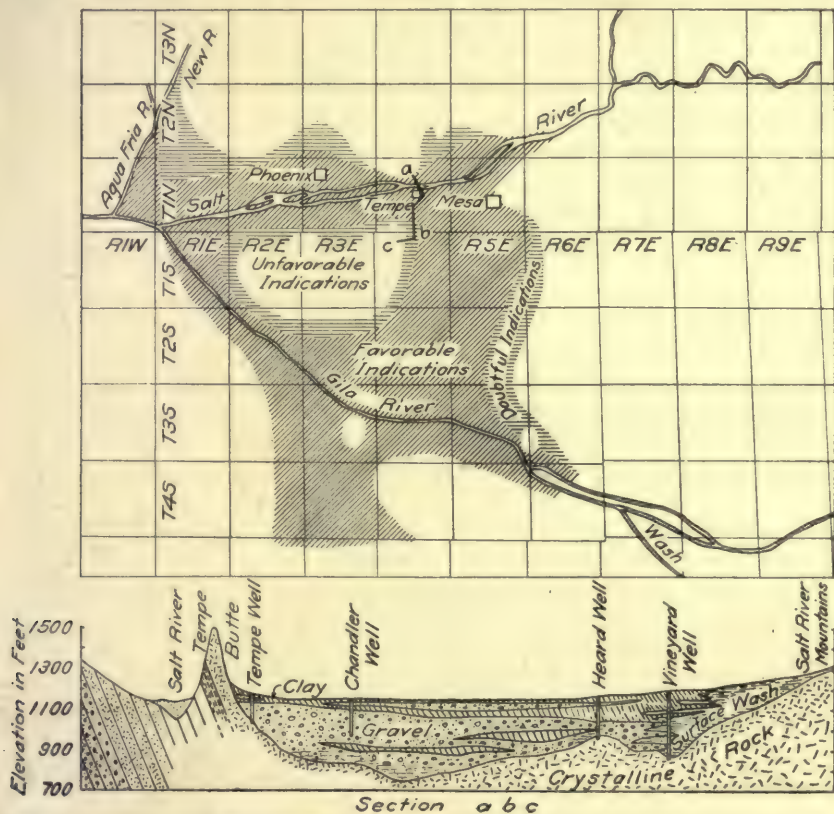 T3N
New R.
T2N
Aqua Fria R.
River
Phoenix
a
T1N
Salt
Tempe
Mesa
R1W
R1E
R2E
R3E
c
b
R5E
R6E
R7E
R8E
R9E
T1S
Unfavorable
Indications
T2S
Favorable
Indications
Doubtful Indications
Gila
River
T3S
T4S
Wash
Elevation in Feet
1500
1300
1100
900
700
Salt River
Tempe
Butte
Tempe Well
Chandler
Well
Heard Well
Vineyard
Well
Salt River
Mountains
Clay
Gravel
Surface Wash
Crystalline
Rock
Section a b c